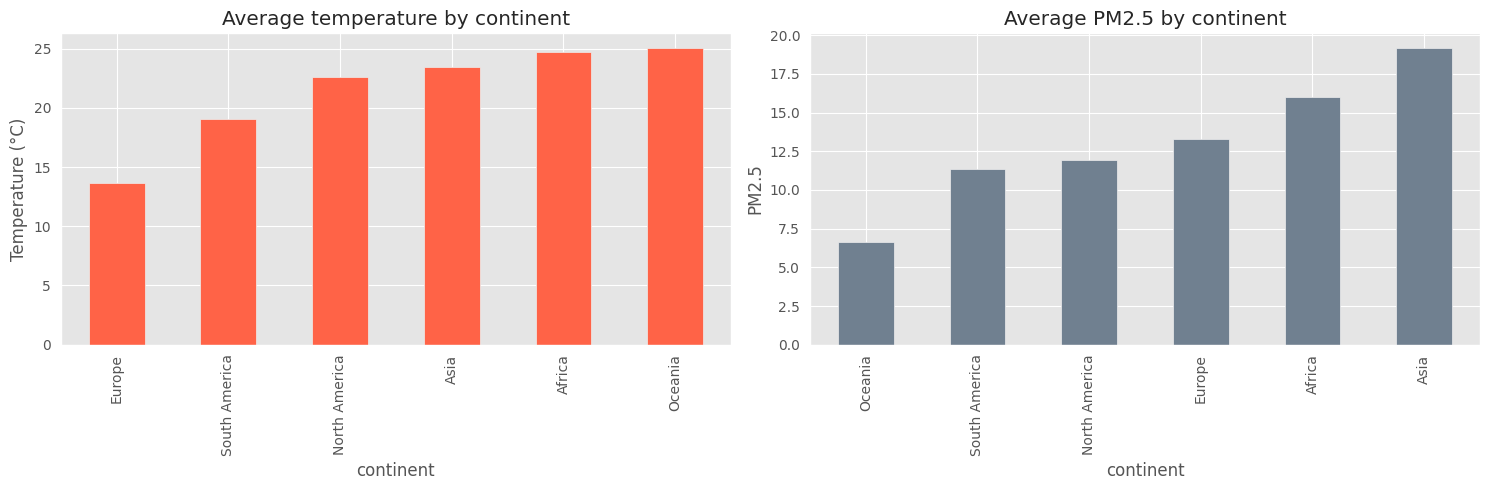 Average temperature by continent
Temperature (°C)
25
20
15
10
5
0
Europe
South America
North America
Asia
Africa
Oceania
continent
Average PM2.5 by continent
PM2.5
20.0
17.5
15.0
12.5
10.0
7.5
5.0
2.5
0.0
Oceania
South America
North America
Europe
Africa
Asia
continent